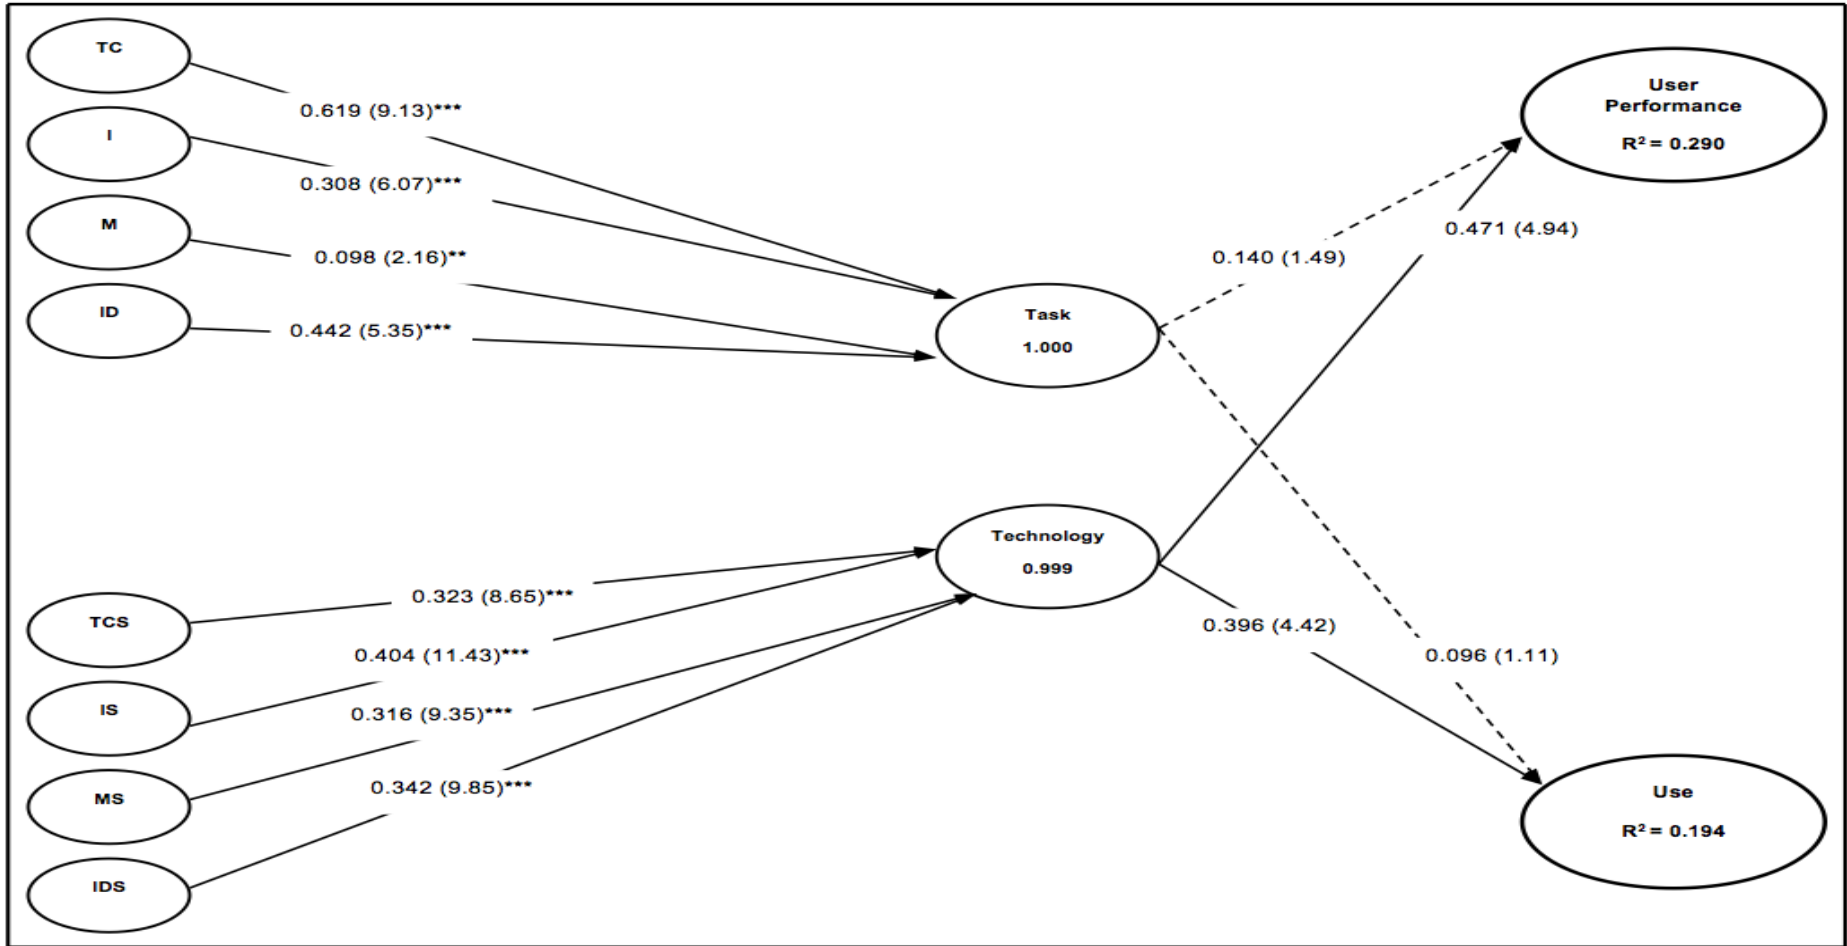 TC
0.619 (9.13)***
I
0.308 (6.07)***
M
0.098 (2.16)**
ID
0.442 (5.35)***
Task
1.000
User
Performance
R² = 0.290
0.471 (4.94)
0.140 (1.49)
Technology
0.999
TCS
0.323 (8.65)***
IS
0.404 (11.43)***
MS
0.316 (9.35)***
IDS
0.342 (9.85)***
0.396 (4.42)
0.096 (1.11)
Use
R² = 0.194